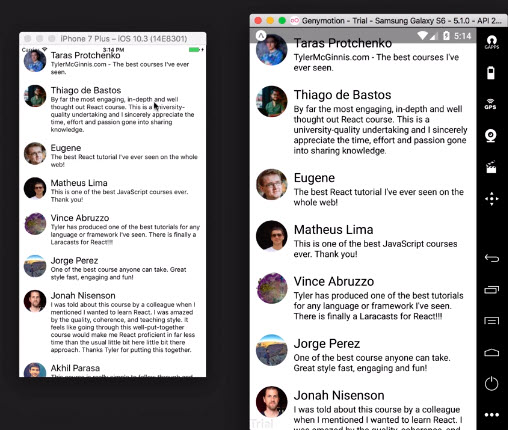 iPhone 7 Plus – iOS 10.3 (14E8301)
Carrier
3:14 PM
Taras Protchenko
TylerMcGinnis.com - The best courses I've ever
seen.
Thiago de Bastos
By far the most engaging, in-depth and well
thought out React course. This is a university-
quality undertaking and I sincerely appreciate the
time, effort and passion gone into sharing
knowledge.
Eugene
The best React tutorial I've ever seen on the whole
web!
Matheus Lima
This is one of the best JavaScript courses ever.
Thank you!
Vince Abruzzo
Tyler has produced one of the best tutorials for any
language or framework I've seen. There is finally a
Laracasts for React!!!
Jorge Perez
One of the best course anyone can take. Great
style fast, engaging and fun!
Jonah Nisenson
I was told about this course by a colleague when I
mentioned I wanted to learn React. I was amazed
by the quality, coherence, and teaching style. It
feels like going through this well-put-together
course would make me React proficient in far less
time than the usual little bit here little bit there
approach. Thanks Tyler for putting this together.
Akhil Parasa
Genymotion - Trial - Samsung Galaxy S6 - 5.1.0 - API 2...
5:14
Taras Protchenko
TylerMcGinnis.com - The best courses I've
ever seen.
Thiago de Bastos
By far the most engaging, in-depth and well
thought out React course. This is a
university-quality undertaking and I sincerely
appreciate the time, effort and passion gone
into sharing knowledge.
Eugene
The best React tutorial I've ever seen on the
whole web!
Matheus Lima
This is one of the best JavaScript courses
ever. Thank you!
Vince Abruzzo
Tyler has produced one of the best tutorials
for any language or framework I've seen.
There is finally a Laracasts for React!!!
Jorge Perez
One of the best course anyone can take.
Great style fast, engaging and fun!
Jonah Nisenson
I was told about this course by a colleague
when I mentioned I wanted to learn React. I
was amazed by the quality, coherence, and
Trial
GAPPS
GPS